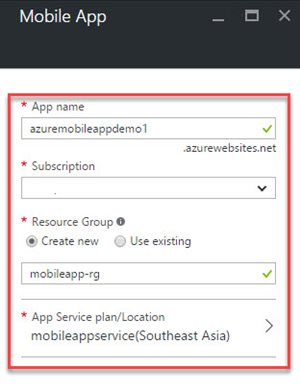 Mobile App
* App name
azuremobileappdemo1
.azurewebsites.net
* Subscription
.
* Resource Group
Create new Use existing
mobileapp-rg
* App Service plan/Location
mobileappservice(Southeast Asia)